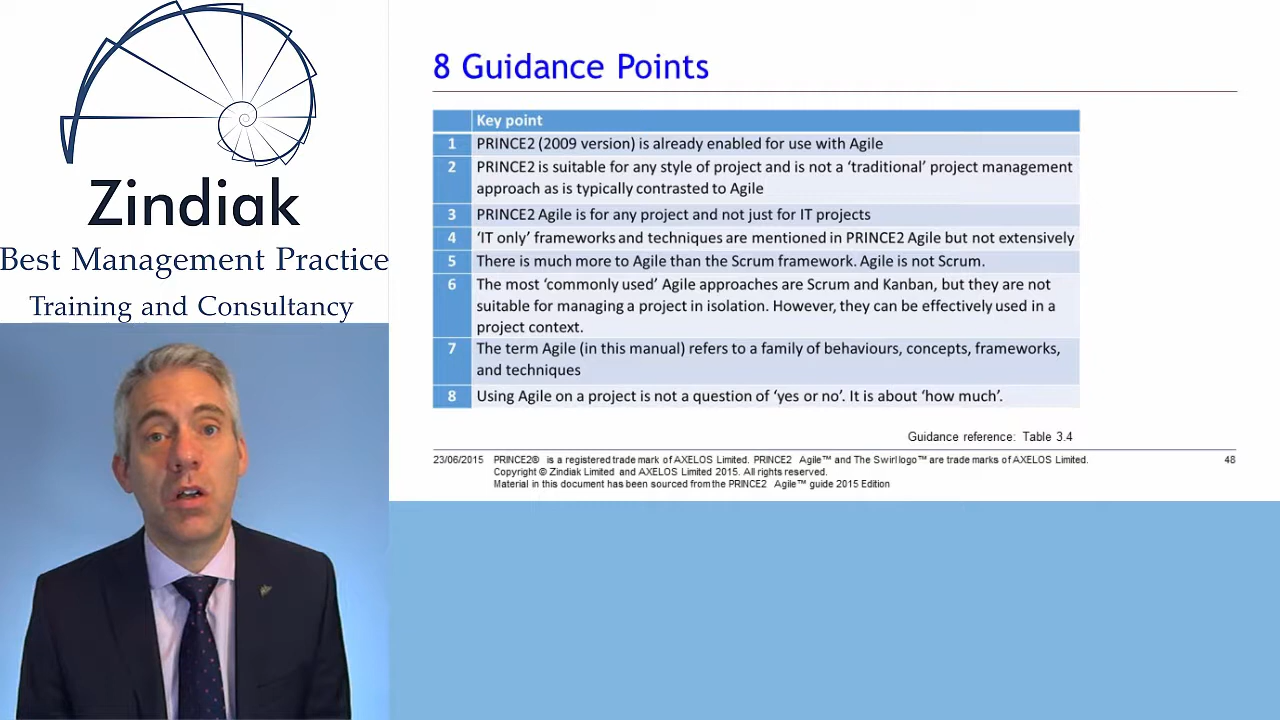 Zindiak
Best Management Practice
Training and Consultancy
8 Guidance Points
Key point
1 PRINCE2 (2009 version) is already enabled for use with Agile
2 PRINCE2 is suitable for any style of project and is not a ‘traditional’ project management
approach as is typically contrasted to Agile
3 PRINCE2 Agile is for any project and not just for IT projects
4 ‘IT only’ frameworks and techniques are mentioned in PRINCE2 Agile but not extensively
5 There is much more to Agile than the Scrum framework. Agile is not Scrum.
6 The most ‘commonly used’ Agile approaches are Scrum and Kanban, but they are not
suitable for managing a project in isolation. However, they can be effectively used in a
project context.
7 The term Agile (in this manual) refers to a family of behaviours, concepts, frameworks,
and techniques
8 Using Agile on a project is not a question of ‘yes or no’. It is about ‘how much’.
Guidance reference: Table 3.4
23/06/2015 PRINCE2® is a registered trade mark of AXELOS Limited. PRINCE2 Agile™ and The Swirl logo™ are trade marks of AXELOS Limited. 48
Copyright © Zindiak Limited and AXELOS Limited 2015. All rights reserved.
Material in this document has been sourced from the PRINCE2 Agile™ guide 2015 Edition